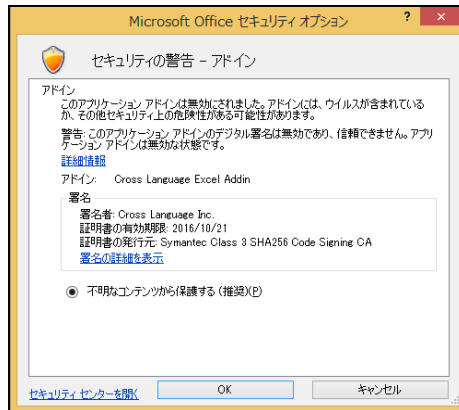 Microsoft Office セキュリティ オプション
? ×
セキュリティの警告 - アドイン
アドイン
このアプリケーション アドインは無効にされました。アドインには、ウイルスが含まれている
か、その他セキュリティ上の危険性がある可能性があります。
警告: このアプリケーション アドインのデジタル署名は無効であり、信頼できません。アプリ
ケーション アドインは無効な状態です。
詳細情報
アドイン: Cross Language Excel Addin
署名
署名者: Cross Language Inc.
証明書の有効期限: 2016/10/21
証明書の発行元: Symantec Class 3 SHA256 Code Signing CA
署名の詳細を表示
不明なコンテンツから保護する (推奨)(P)
セキュリティ センターを開く
OK
キャンセル